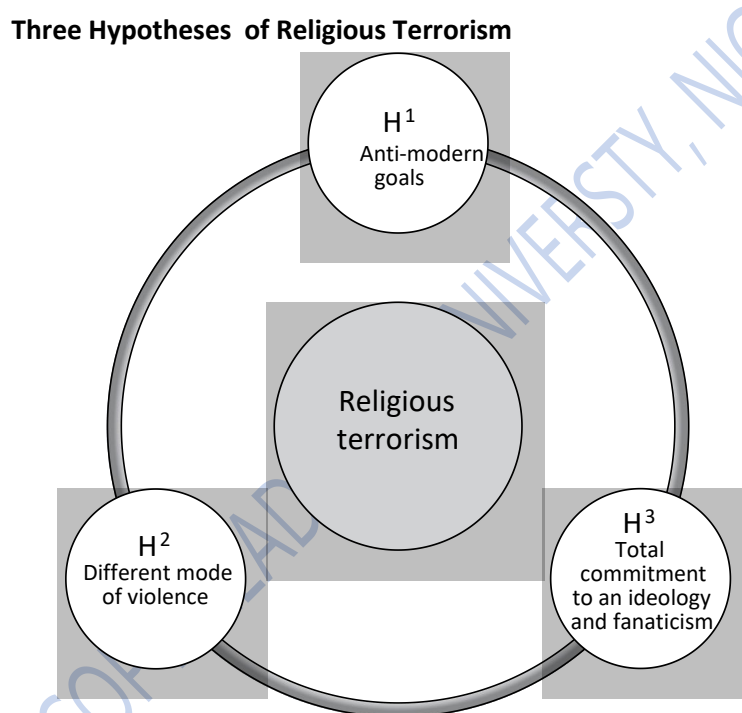 Three Hypotheses of Religious Terrorism
H1
Anti-modern
goals
Religious
terrorism
H2
Different mode
of violence
H3
Total
commitment
to an ideology
and fanaticism